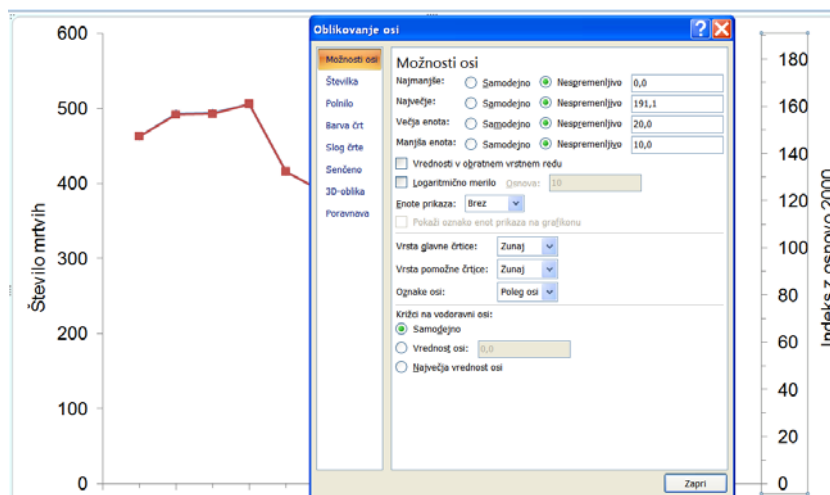 600
500
400
300
200
100
0
Število mrtvih
Oblikovanje osi
Možnosti osi
Številka
Polnilo
Barva črt
Slog črte
Senčeno
3D-oblika
Poravnava
Možnosti osi
Najmanjše: Samodejno Nespremenljivo 0,0
Največje: Samodejno Nespremenljivo 191,1
Večja enota: Samodejno Nespremenljivo 20,0
Manjša enota: Samodejno Nespremenljivo 10,0
Vrednosti v obratnem vrstnem redu
Logaritmično merilo Osnova: 10
Enote prikaza: Brez
Pokaži oznako enot prikaza na grafikonu
Vrsta glavne črtice: Zunaj
Vrsta pomožne črtice: Zunaj
Oznake osi: Poleg osi
Križci na vodoravni osi:
Samodejno
Vrednost osi: 0,0
Največja vrednost osi
Zapri
180
160
140
120
100
80
60
40
20
0
Indeks z osnovo 2000